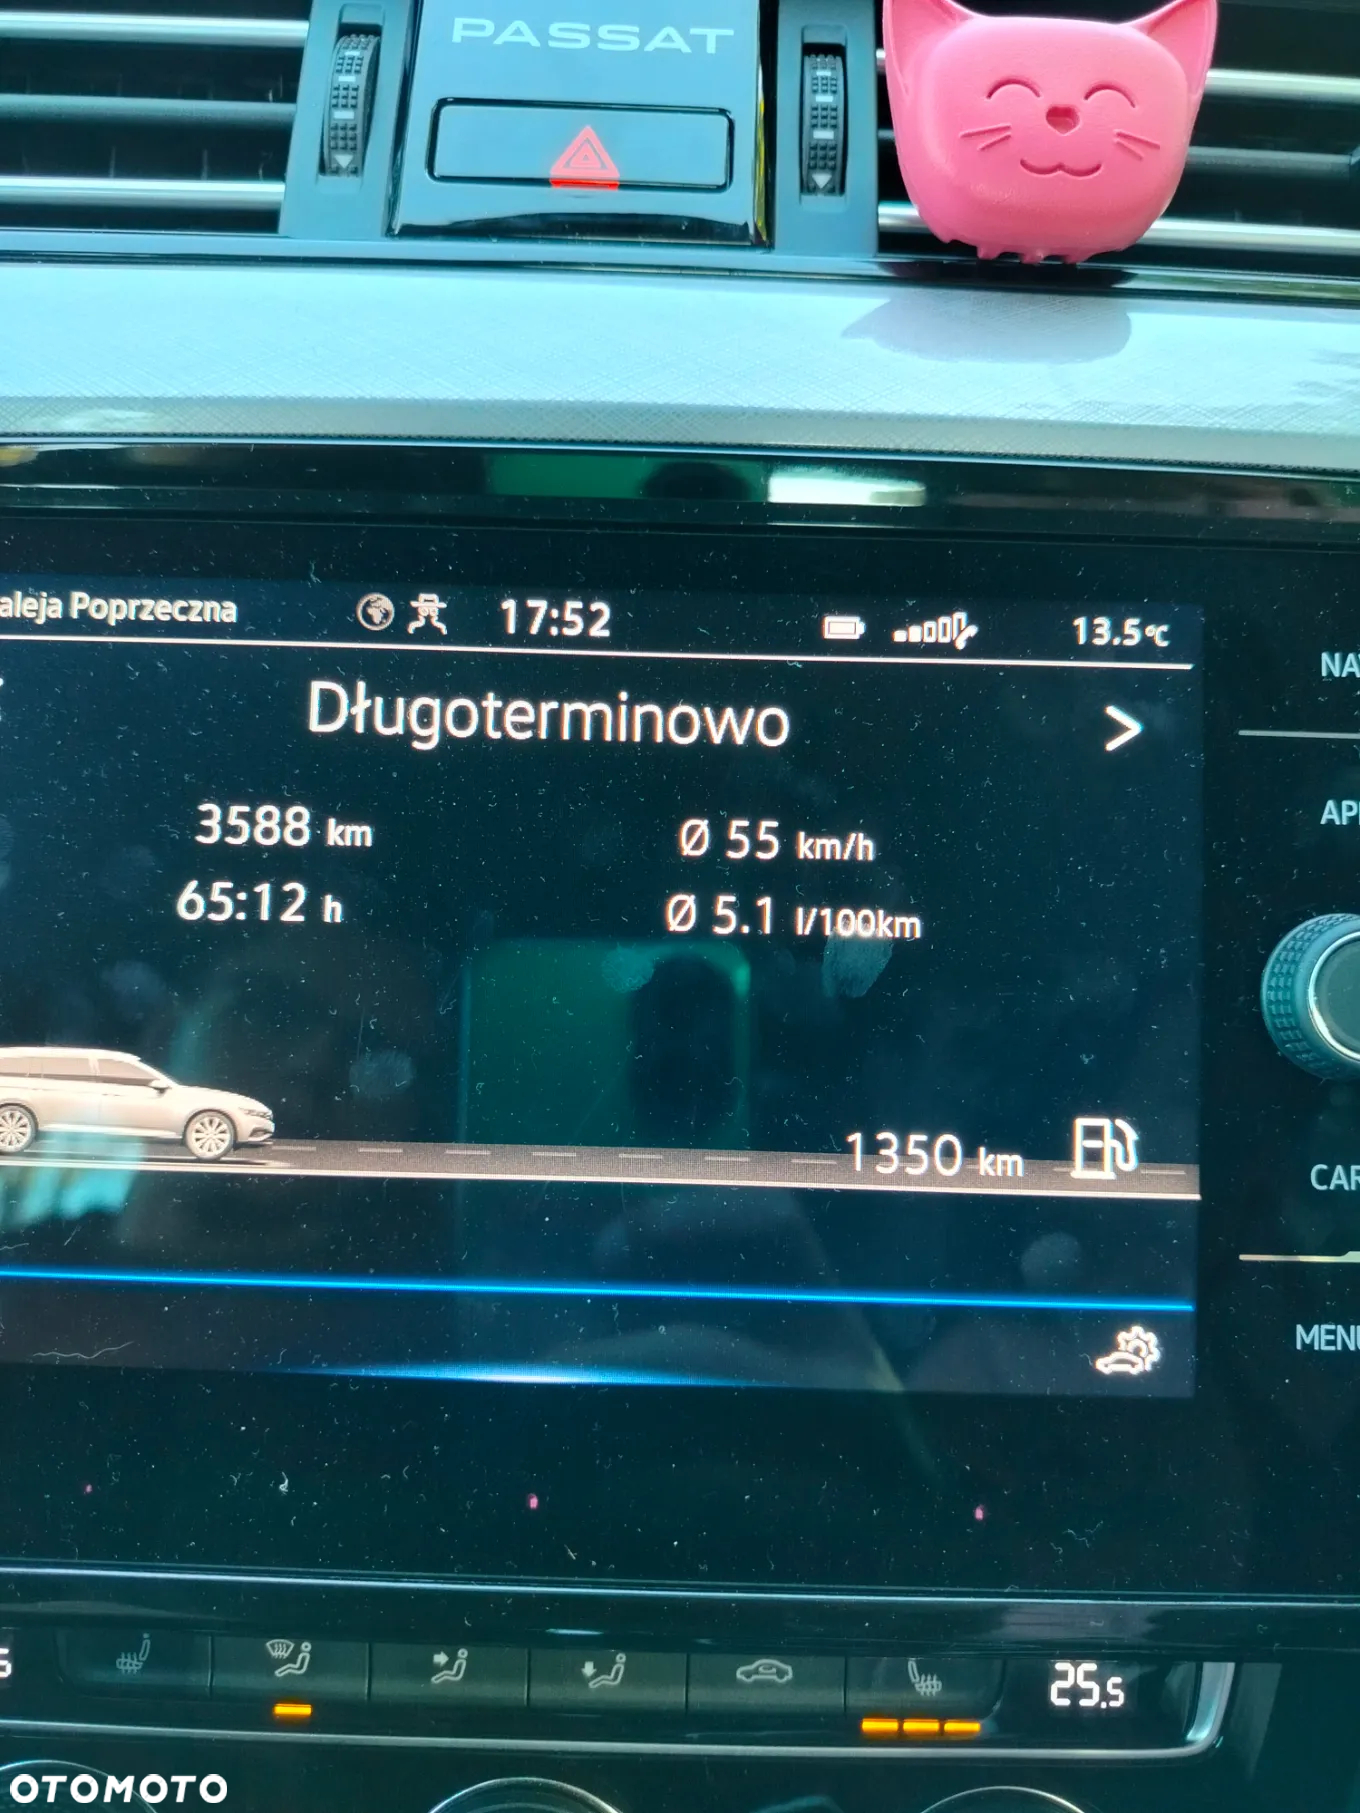 PASSAT
aleja Poprzeczna 17:52 13.5°C
Długoterminowo >
3588 km Ø 55 km/h
65:12 h Ø 5.1 l/100km
1350 km
MENU
25.5
OTOMOTO